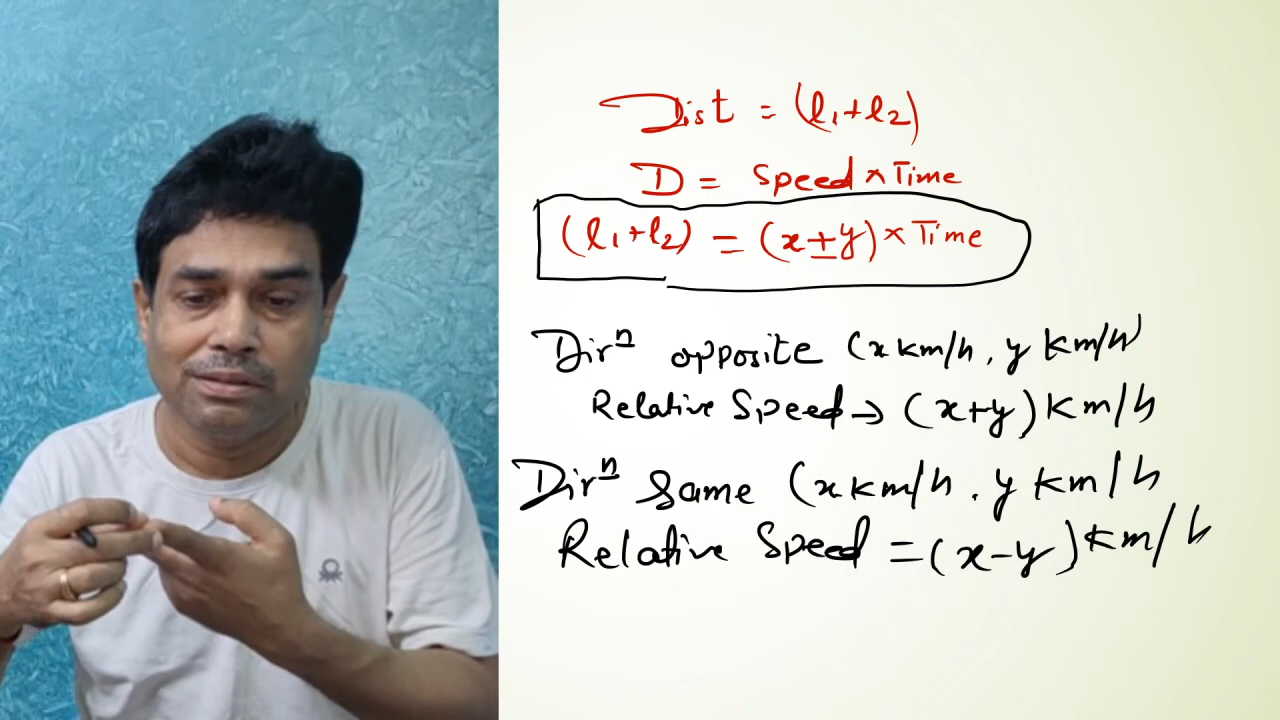 Dist = (l₁+l₂)
D = Speed × Time
(l₁+l₂) = (x±y) × Time
Dirⁿ opposite (x km/h, y km/h)
Relative Speed → (x+y) km/h
Dirⁿ same (x km/h, y km/h
Relative Speed = (x-y) km/h